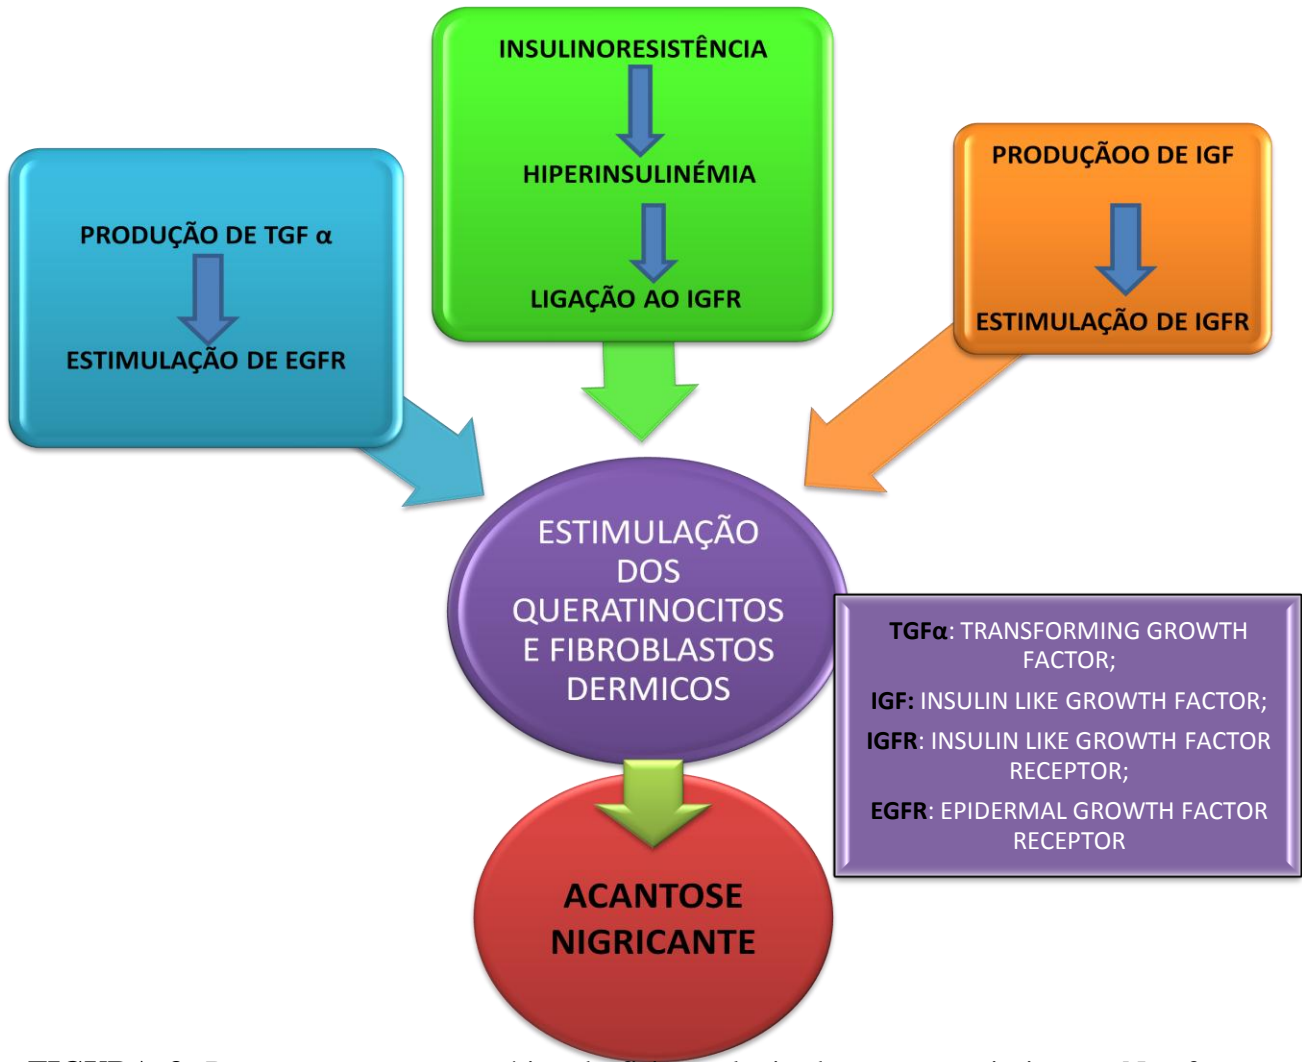 INSULINORESISTÊNCIA
HIPERINSULINÉMIA
LIGAÇÃO AO IGFR
PRODUÇÃO DE TGF α
ESTIMULAÇÃO DE EGFR
PRODUÇÃOO DE IGF
ESTIMULAÇÃO DE IGFR
ESTIMULAÇÃO
DOS
QUERATINOCITOS
E FIBROBLASTOS
DERMICOS
TGFα: TRANSFORMING GROWTH
FACTOR;
IGF: INSULIN LIKE GROWTH FACTOR;
IGFR: INSULIN LIKE GROWTH FACTOR
RECEPTOR;
EGFR: EPIDERMAL GROWTH FACTOR
RECEPTOR
ACANTOSE
NIGRICANTE